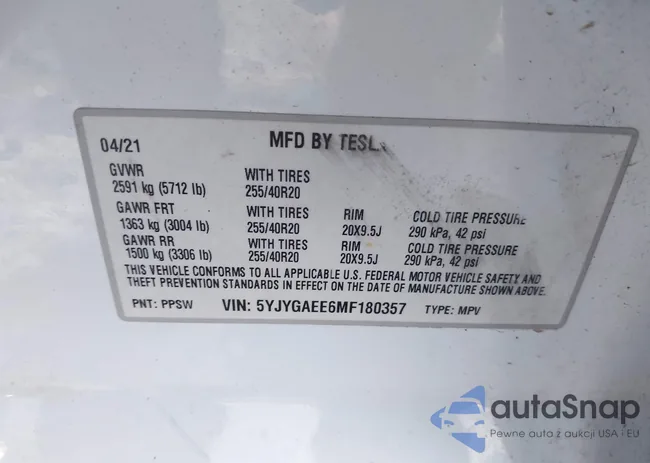 04/21 MFD BY TESL
GVWR WITH TIRES
2591 kg (5712 lb) 255/40R20
GAWR FRT WITH TIRES RIM COLD TIRE PRESSURE
1363 kg (3004 lb) 255/40R20 20X9.5J 290 kPa, 42 psi
GAWR RR WITH TIRES RIM COLD TIRE PRESSURE
1500 kg (3306 lb) 255/40R20 20X9.5J 290 kPa, 42 psi
THIS VEHICLE CONFORMS TO ALL APPLICABLE U.S. FEDERAL MOTOR VEHICLE SAFETY AND
THEFT PREVENTION STANDARDS IN EFFECT ON THE DATE OF MANUFACTURE SHOWN ABOVE.
PNT: PPSW VIN: 5YJYGAEE6MF180357 TYPE: MPV
autaSnap
Pewne auta z aukcji USA i EU